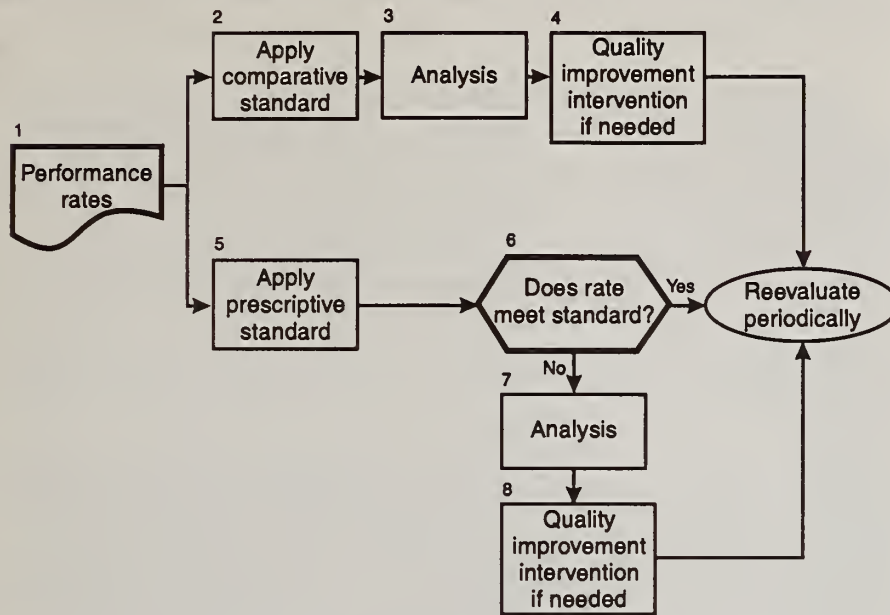 1
Performance
rates
2
Apply
comparative
standard
3
Analysis
4
Quality
improvement
intervention
if needed
5
Apply
prescriptive
standard
6
Does rate
meet standard?
Yes
No
7
Analysis
8
Quality
improvement
intervention
if needed
Reevaluate
periodically